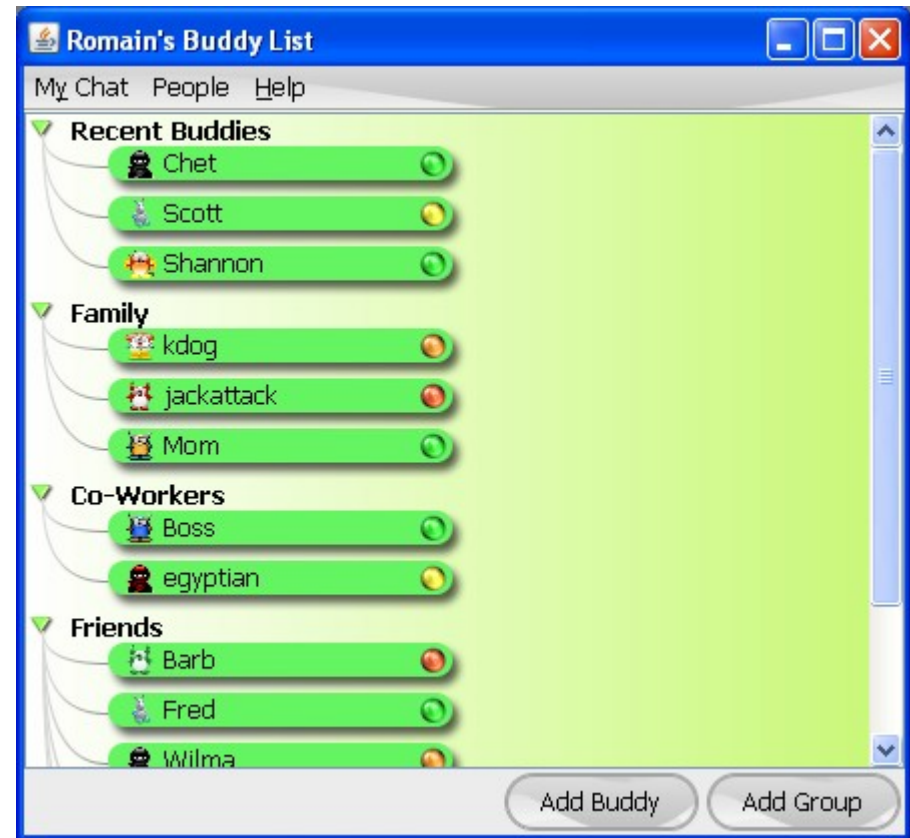 Romain's Buddy List
My Chat People Help
Recent Buddies
Chet
Scott
Shannon
Family
kdog
jackattack
Mom
Co-Workers
Boss
egyptian
Friends
Barb
Fred
Wilma
Add Buddy Add Group